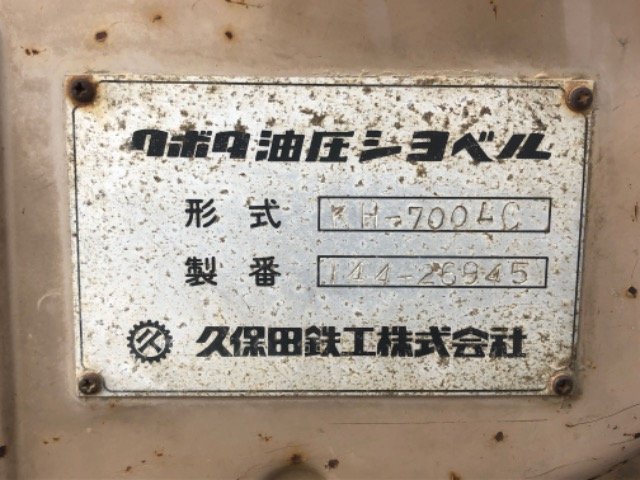 クボタ油圧ショベル
形式 KH-700LC
製番 144-26945
久保田鉄工株式会社